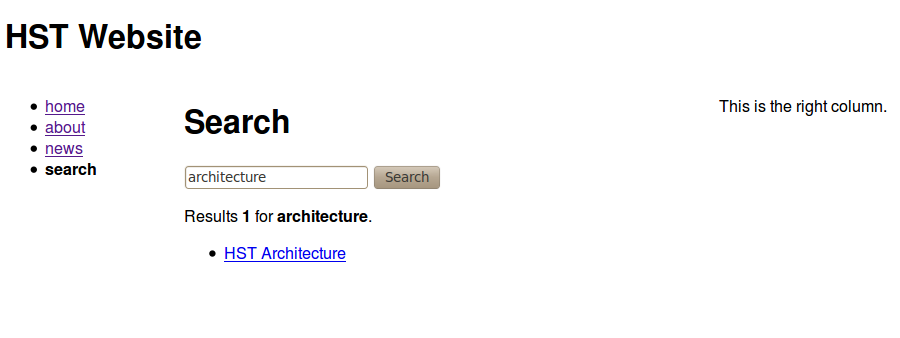 HST Website
home
about
news
search
Search
architecture Search
Results 1 for architecture.
HST Architecture
This is the right column.